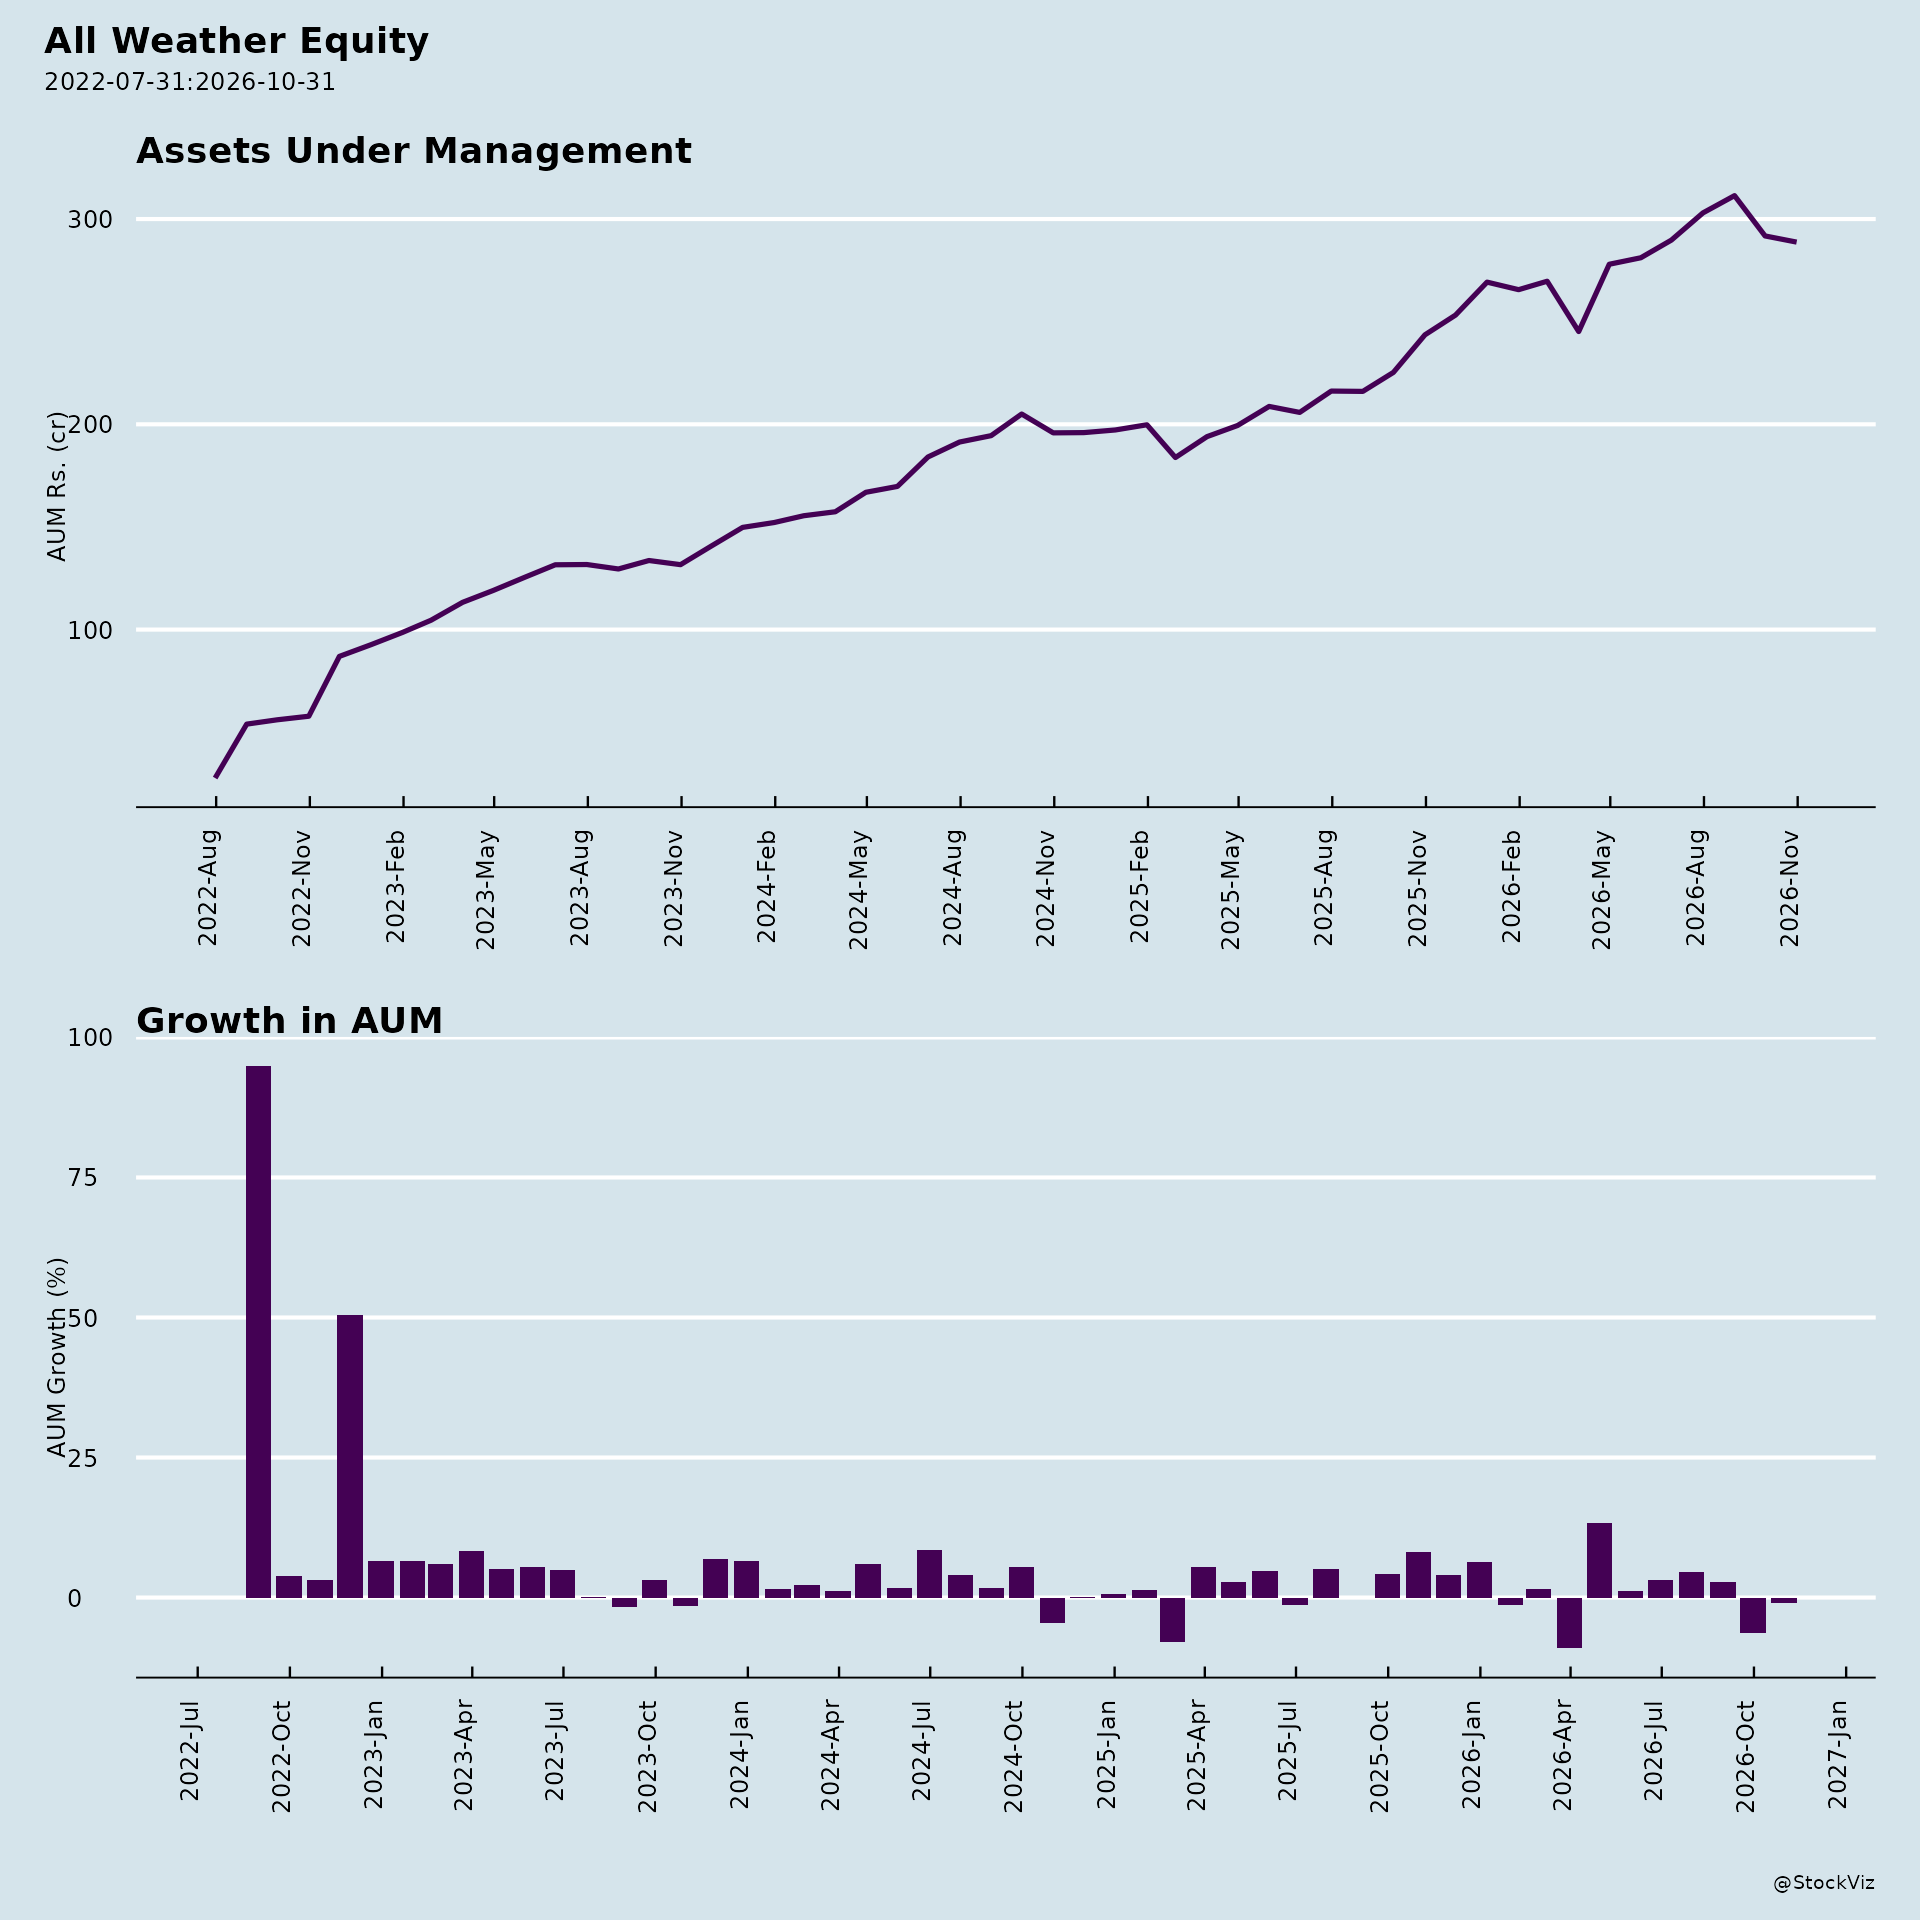 All Weather Equity
2022-07-31:2026-10-31
Assets Under Management
AUM Rs. (cr)
300
200
100
2022-Aug
2022-Nov
2023-Feb
2023-May
2023-Aug
2023-Nov
2024-Feb
2024-May
2024-Aug
2024-Nov
2025-Feb
2025-May
2025-Aug
2025-Nov
2026-Feb
2026-May
2026-Aug
2026-Nov
Growth in AUM
AUM Growth (%)
100
75
50
25
0
2022-Jul
2022-Oct
2023-Jan
2023-Apr
2023-Jul
2023-Oct
2024-Jan
2024-Apr
2024-Jul
2024-Oct
2025-Jan
2025-Apr
2025-Jul
2025-Oct
2026-Jan
2026-Apr
2026-Jul
2026-Oct
2027-Jan
@StockViz